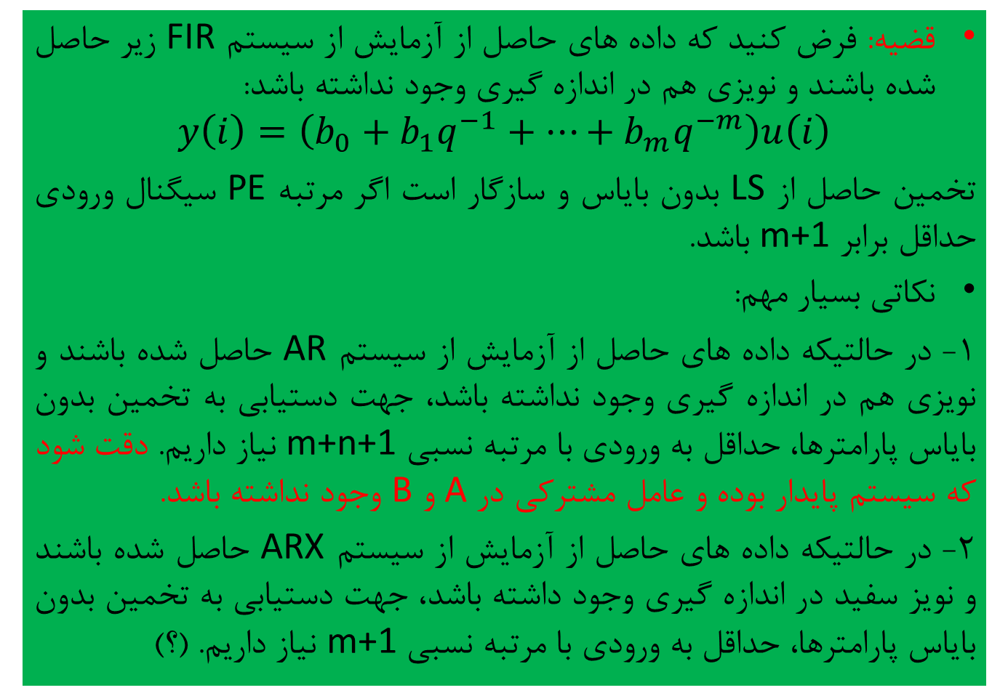 • قضیه: فرض کنید که داده های حاصل از آزمایش از سیستم FIR زیر حاصل
شده باشند و نویزی هم در اندازه گیری وجود نداشته باشد:
y(i) = (b₀ + b₁q⁻¹ + ⋯ + bₘq⁻ᵐ)u(i)
تخمین حاصل از LS بدون بایاس و سازگار است اگر مرتبه PE سیگنال ورودی
حداقل برابر m+1 باشد.
• نکاتی بسیار مهم:
۱- در حالتیکه داده های حاصل از آزمایش از سیستم AR حاصل شده باشند و
نویزی هم در اندازه گیری وجود نداشته باشد، جهت دستیابی به تخمین بدون
بایاس پارامترها، حداقل به ورودی با مرتبه نسبی m+n+1 نیاز داریم. دقت شود
که سیستم پایدار بوده و عامل مشترکی در A و B وجود نداشته باشد.
۲- در حالتیکه داده های حاصل از آزمایش از سیستم ARX حاصل شده باشند
و نویز سفید در اندازه گیری وجود داشته باشد، جهت دستیابی به تخمین بدون
بایاس پارامترها، حداقل به ورودی با مرتبه نسبی m+1 نیاز داریم. (؟)